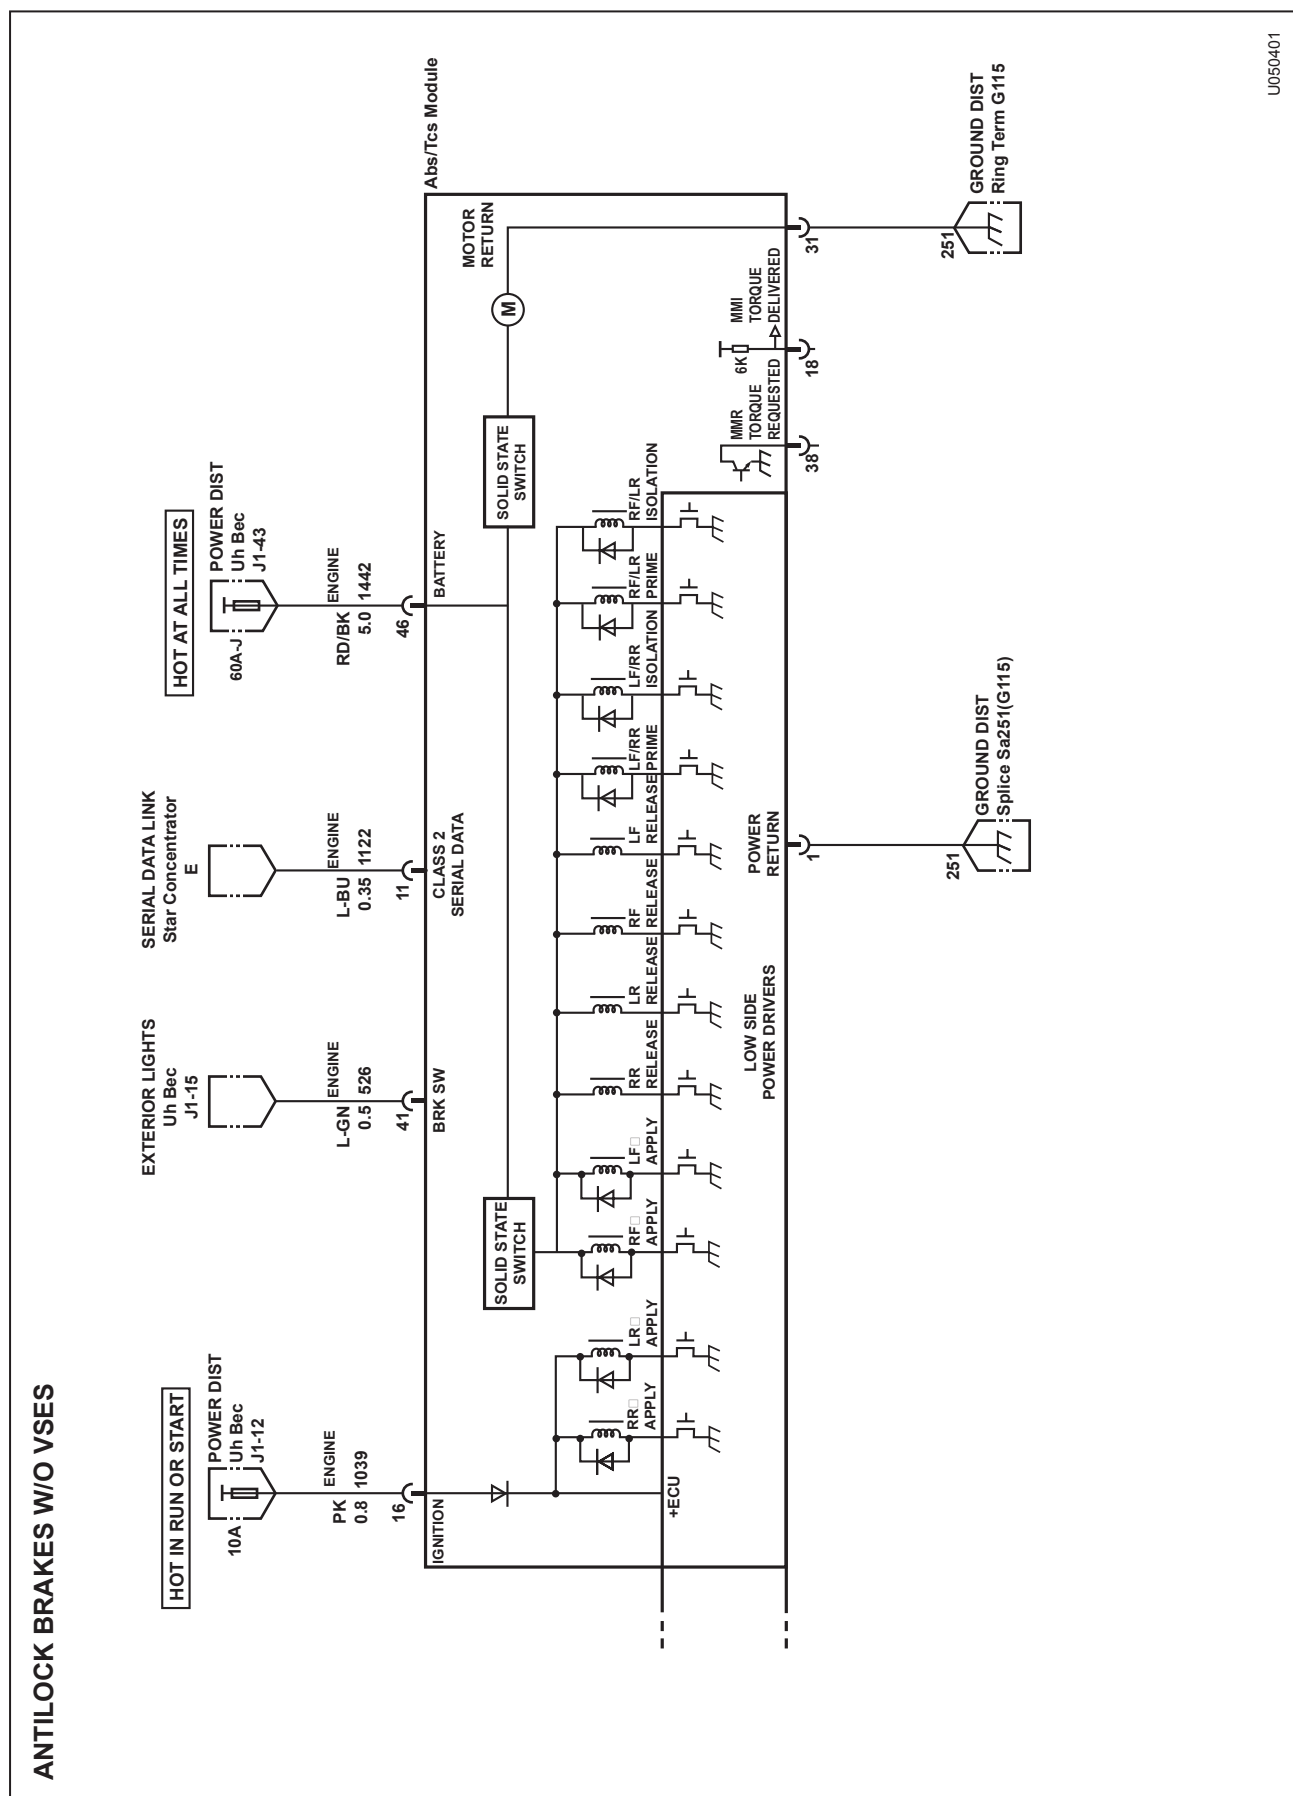 ANTILOCK BRAKES W/O VSES
HOT IN RUN OR START
POWER DIST
Uh Bec
J1-12
10A
ENGINE
PK
0.8 1039
16
IGNITION
EXTERIOR LIGHTS
Uh Bec
J1-15
ENGINE
L-GN
0.5 526
41
BRK SW
SERIAL DATA LINK
Star Concentrator
E
ENGINE
L-BU
0.35 1122
11
CLASS 2
SERIAL DATA
HOT AT ALL TIMES
POWER DIST
Uh Bec
J1-43
60A-J
ENGINE
RD/BK
5.0 1442
46
BATTERY
Abs/Tcs Module
SOLID STATE
SWITCH
SOLID STATE
SWITCH
M
MOTOR
RETURN
RR
APPLY
LR
APPLY
RF
APPLY
LF
APPLY
RR
RELEASE
LR
RELEASE
RF
RELEASE
LF
RELEASE
LF/RR
PRIME
LF/RR
ISOLATION
RF/LR
PRIME
RF/LR
ISOLATION
+ECU
LOW SIDE
POWER DRIVERS
POWER
RETURN
MMR
TORQUE
REQUESTED
6K
MMI
TORQUE
DELIVERED
1
38
18
31
251
GROUND DIST
Splice Sa251(G115)
251
GROUND DIST
Ring Term G115
U050401